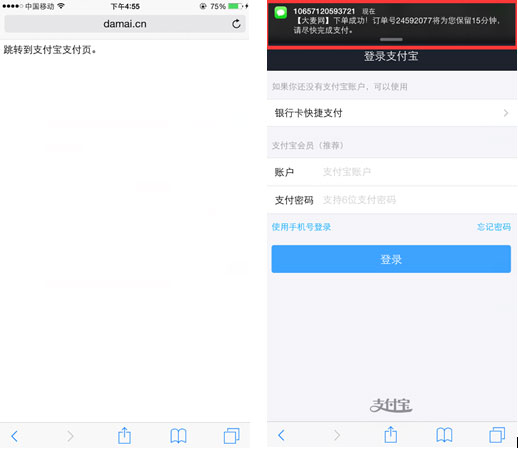 中国移动
下午4:55
75%
damai.cn
跳转到支付宝支付页。
10657120593721 现在
【大麦网】下单成功！订单号24592077将为您保留15分钟，
请尽快完成支付。
登录支付宝
如果你还没有支付宝账户，可以使用
银行卡快捷支付
支付宝会员（推荐）
账户 支付宝账户
支付密码 支持6位支付密码
使用手机号登录 忘记密码
登录
支付宝